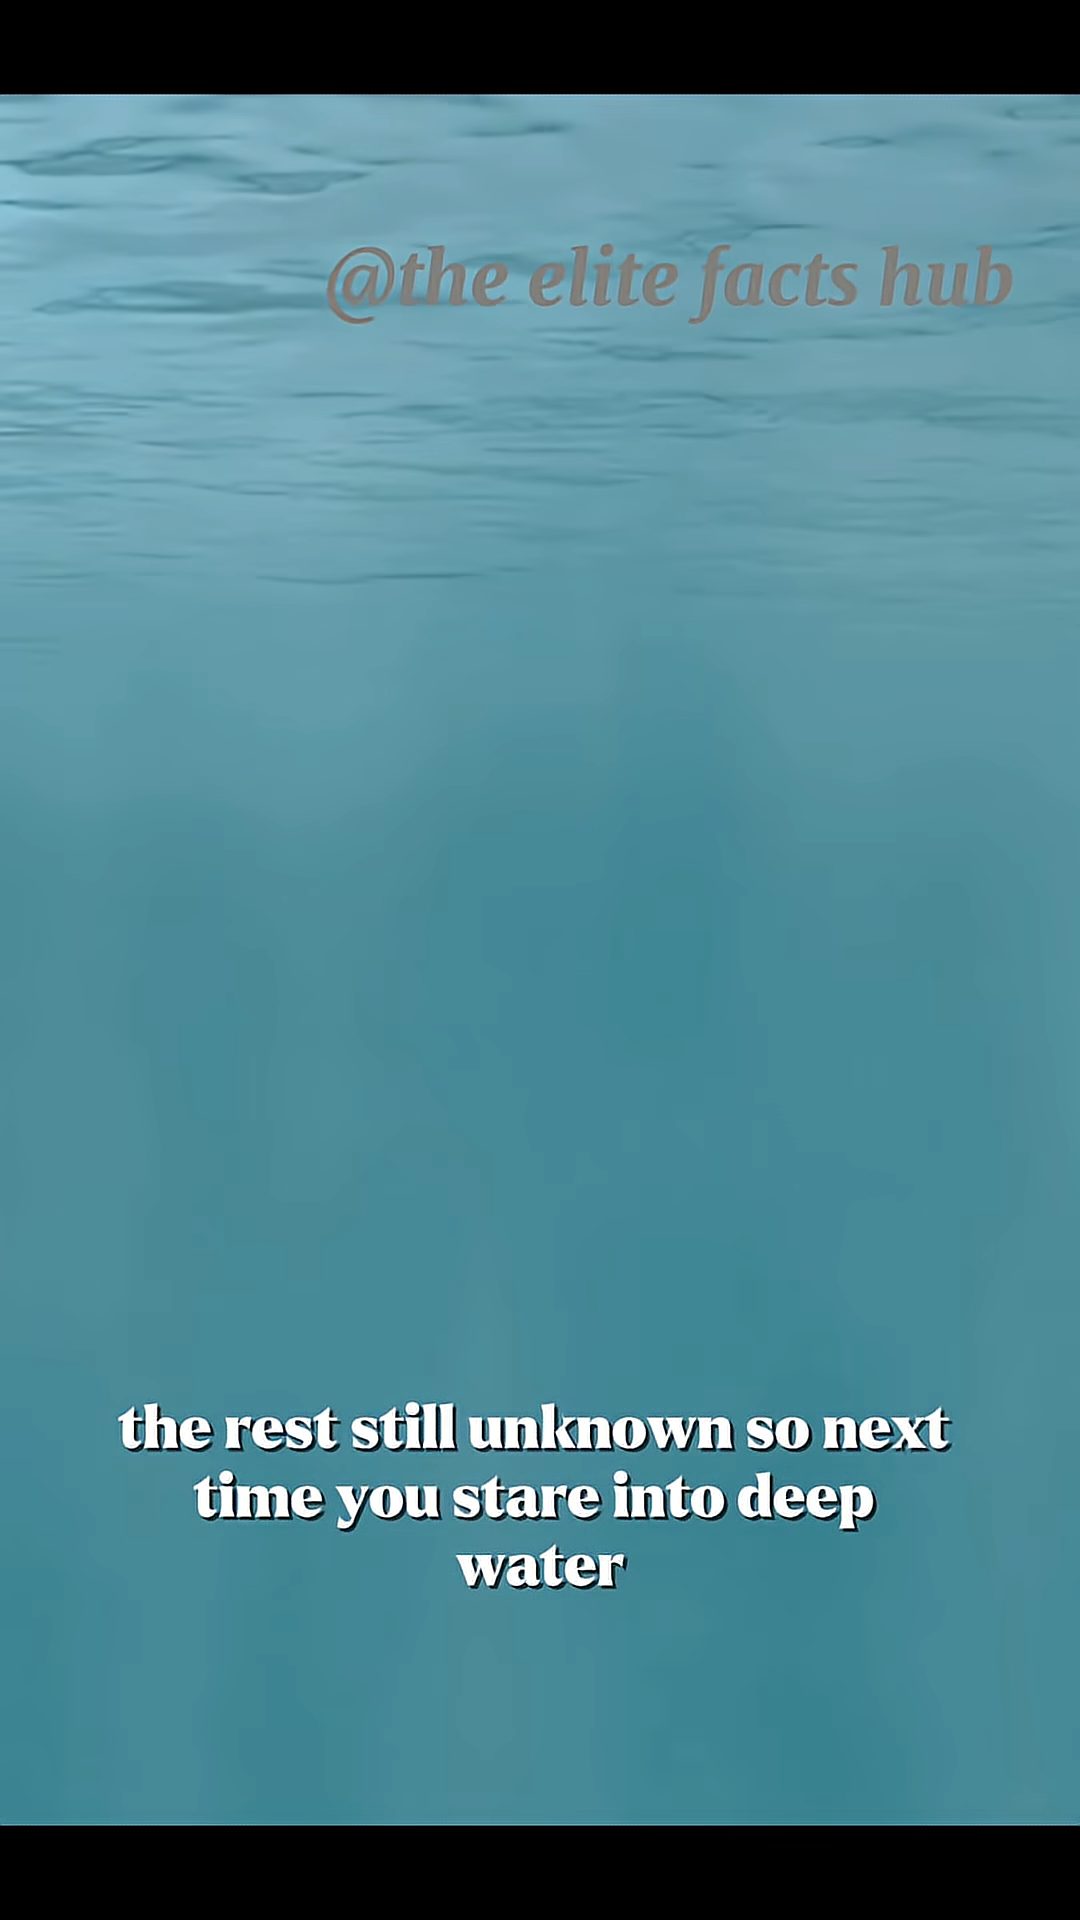 @the elite facts hub
the rest still unknown so next
time you stare into deep
water